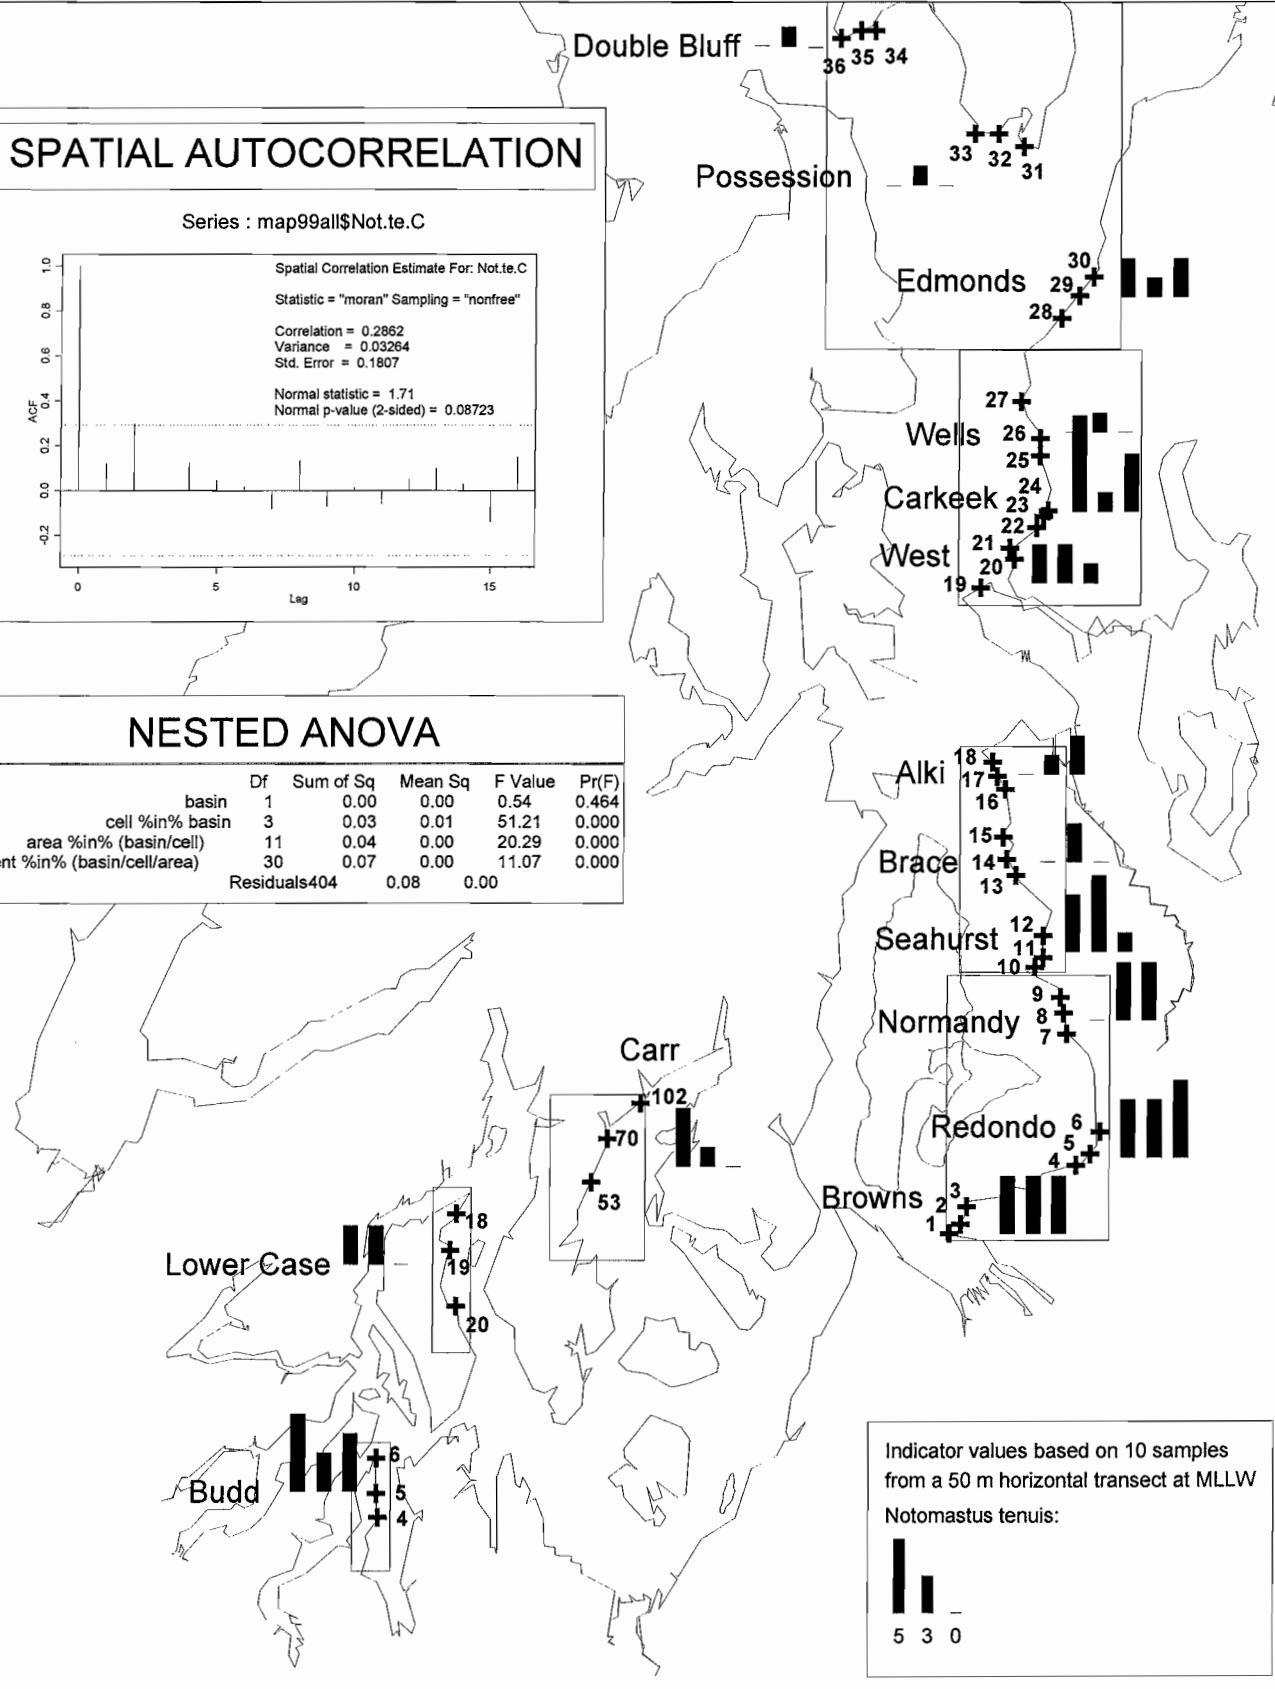 SPATIAL AUTOCORRELATION
Series : map99all$Not.te.C
Spatial Correlation Estimate For: Not.te.C
Statistic = "moran" Sampling = "nonfree"
Correlation = 0.2862
Variance = 0.03264
Std. Error = 0.1807
Normal statistic = 1.71
Normal p-value (2-sided) = 0.08723
ACF
1.0
0.8
0.6
0.4
0.2
0.0
-0.2
0 5 10 15
Lag
NESTED ANOVA
Df Sum of Sq Mean Sq F Value Pr(F)
basin 1 0.00 0.00 0.54 0.464
cell %in% basin 3 0.03 0.01 51.21 0.000
area %in% (basin/cell) 11 0.04 0.00 20.29 0.000
nt %in% (basin/cell/area) 30 0.07 0.00 11.07 0.000
Residuals404 0.08 0.00
Double Bluff
36 35 34
Possession
33 32 31
Edmonds
30
29
28
Wells
27
26
25
Carkeek
24
23
22
West
21
20
19
Alki
18
17
16
Brace
15
14
13
Seahurst
12
11
10
Normandy
9
8
7
Redondo
6
5
4
Browns
3
2
1
Carr
102
70
53
Lower Case
18
19
20
Budd
6
5
4
Indicator values based on 10 samples
from a 50 m horizontal transect at MLLW
Notomastus tenuis:
5 3 0